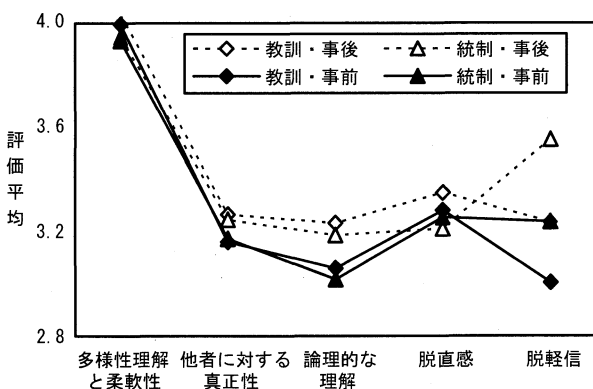 4.0
3.6
3.2
2.8
評価平均
教訓・事後
統制・事後
教訓・事前
統制・事前
多様性理解
と柔軟性
他者に対する
真正性
論理的な
理解
脱直感
脱軽信